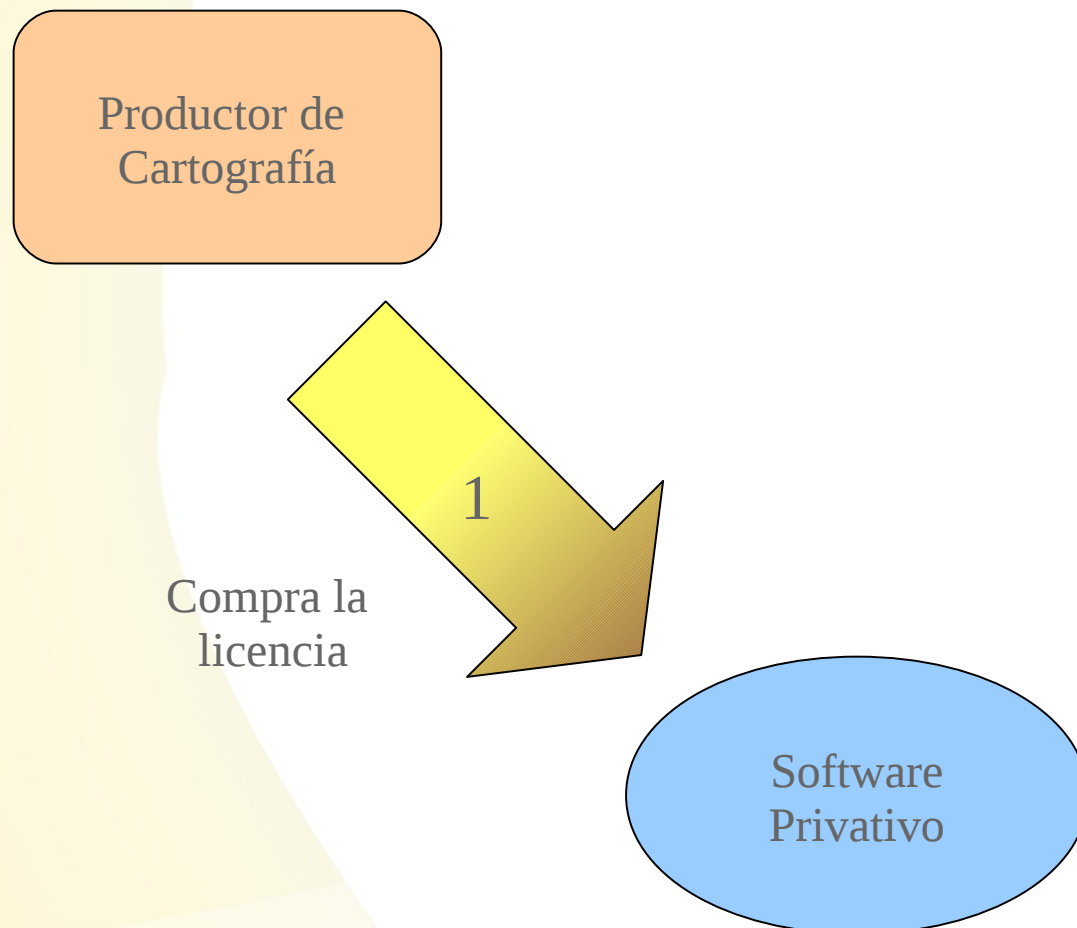 Productor de
Cartografía
1
Compra la
licencia
Software
Privativo